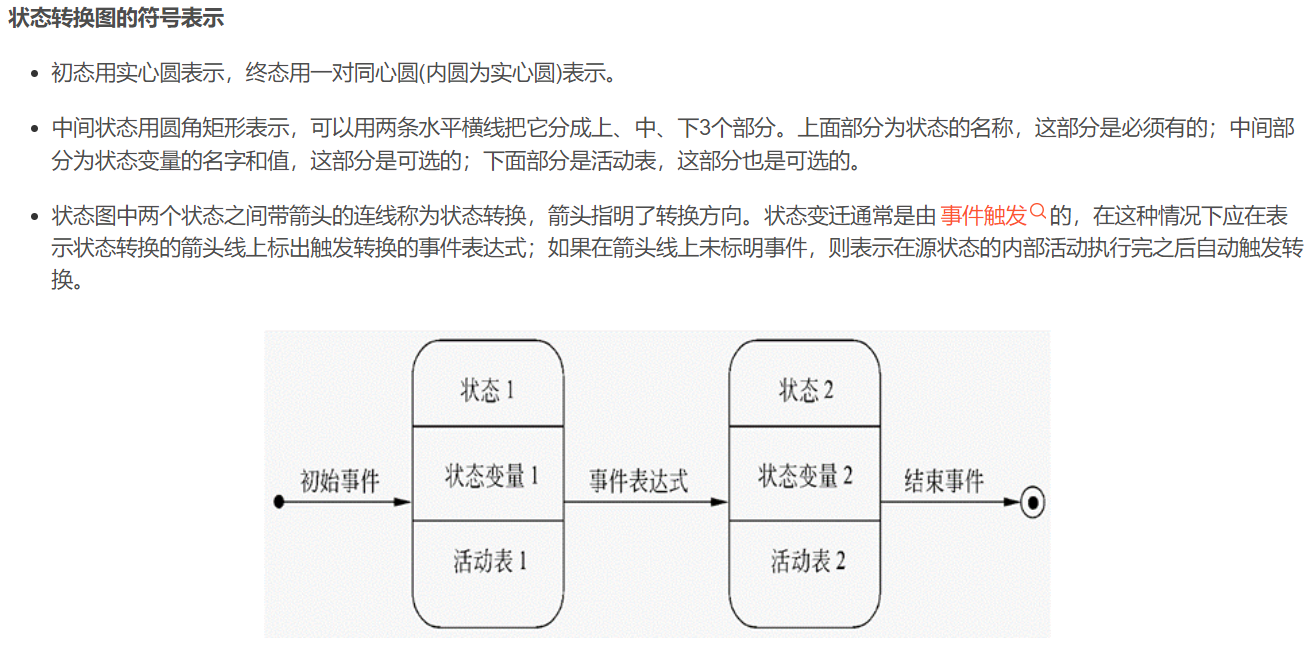 状态转换图的符号表示
初态用实心圆表示，终态用一对同心圆(内圆为实心圆)表示。
中间状态用圆角矩形表示，可以用两条水平横线把它分成上、中、下3个部分。上面部分为状态的名称，这部分是必须有的；中间部
分为状态变量的名字和值，这部分是可选的；下面部分是活动表，这部分也是可选的。
状态图中两个状态之间带箭头的连线称为状态转换，箭头指明了转换方向。状态变迁通常是由 事件触发 的，在这种情况下应在表
示状态转换的箭头线上标出触发转换的事件表达式；如果在箭头线上未标明事件，则表示在源状态的内部活动执行完之后自动触发转
换。
初始事件
状态 1
状态变量 1
活动表 1
事件表达式
状态 2
状态变量 2
活动表 2
结束事件